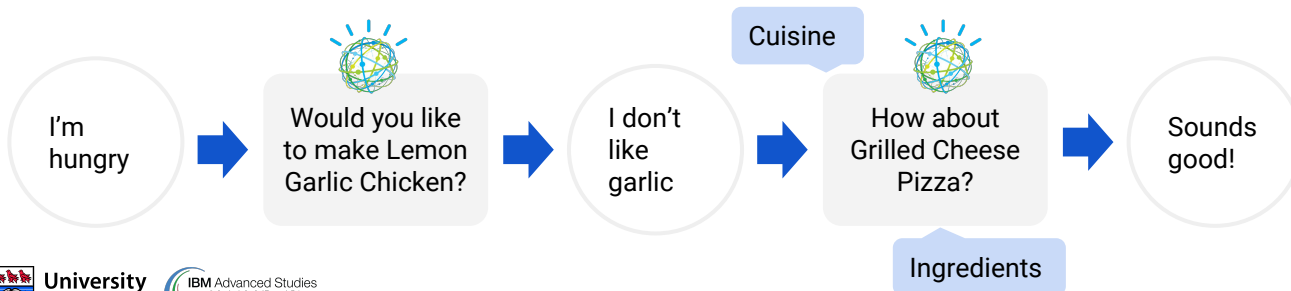 I'm
hungry
Would you like
to make Lemon
Garlic Chicken?
I don't
like
garlic
Cuisine
How about
Grilled Cheese
Pizza?
Ingredients
Sounds
good!
University
IBM Advanced Studies